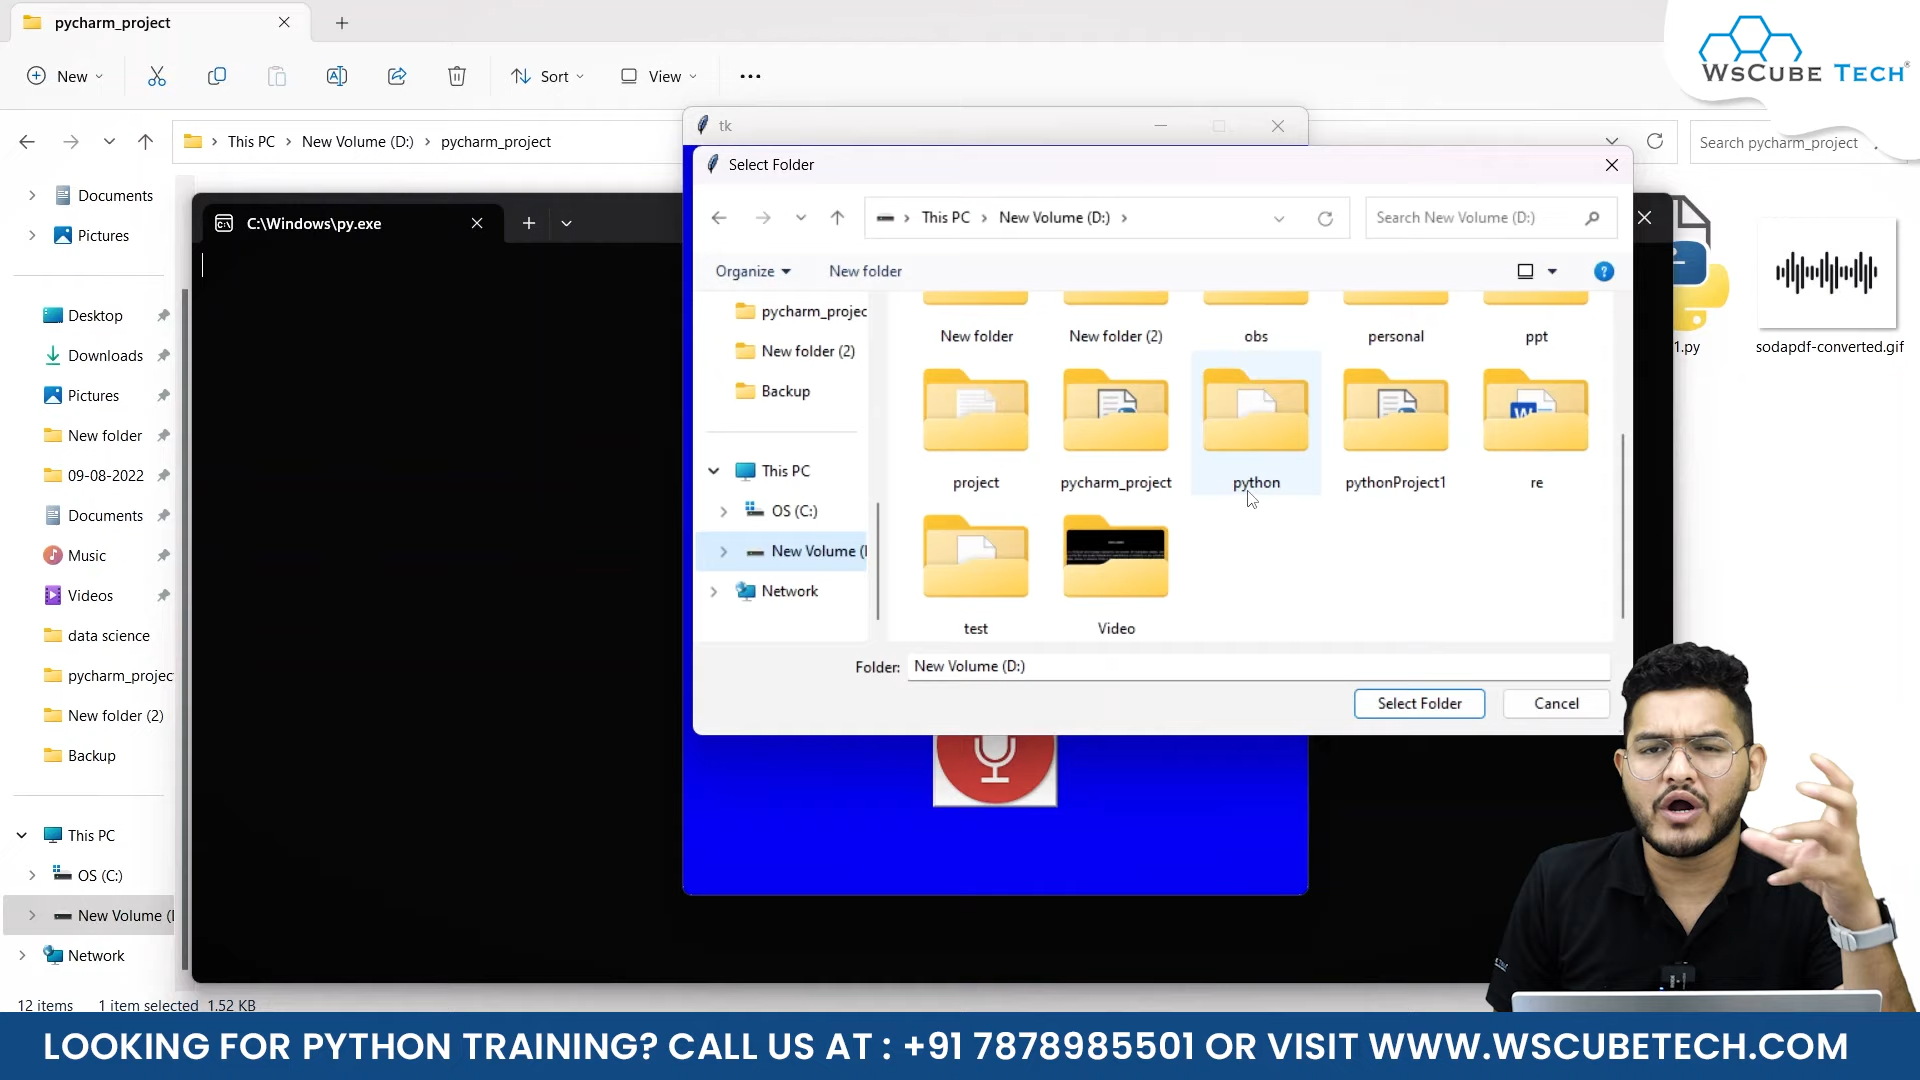 pycharm_project
WsCube Tech®
New
Sort
View
This PC
New Volume (D:)
pycharm_project
Search pycharm_project
Documents
Pictures
Desktop
Downloads
Pictures
New folder
09-08-2022
Documents
Music
Videos
data science
pycharm_project
New folder (2)
Backup
This PC
OS (C:)
New Volume (
Network
12 items
1 item selected 1.52 KB
C:\Windows\py.exe
tk
Select Folder
This PC
New Volume (D:)
Search New Volume (D:)
Organize
New folder
pycharm_projec
New folder (2)
Backup
This PC
OS (C:)
New Volume (
Network
New folder
New folder (2)
obs
personal
ppt
project
pycharm_project
python
pythonProject1
re
test
Video
Folder: New Volume (D:)
Select Folder
Cancel
1.py
sodapdf-converted.gif
LOOKING FOR PYTHON TRAINING? CALL US AT : +91 7878985501 OR VISIT WWW.WSCUBETECH.COM